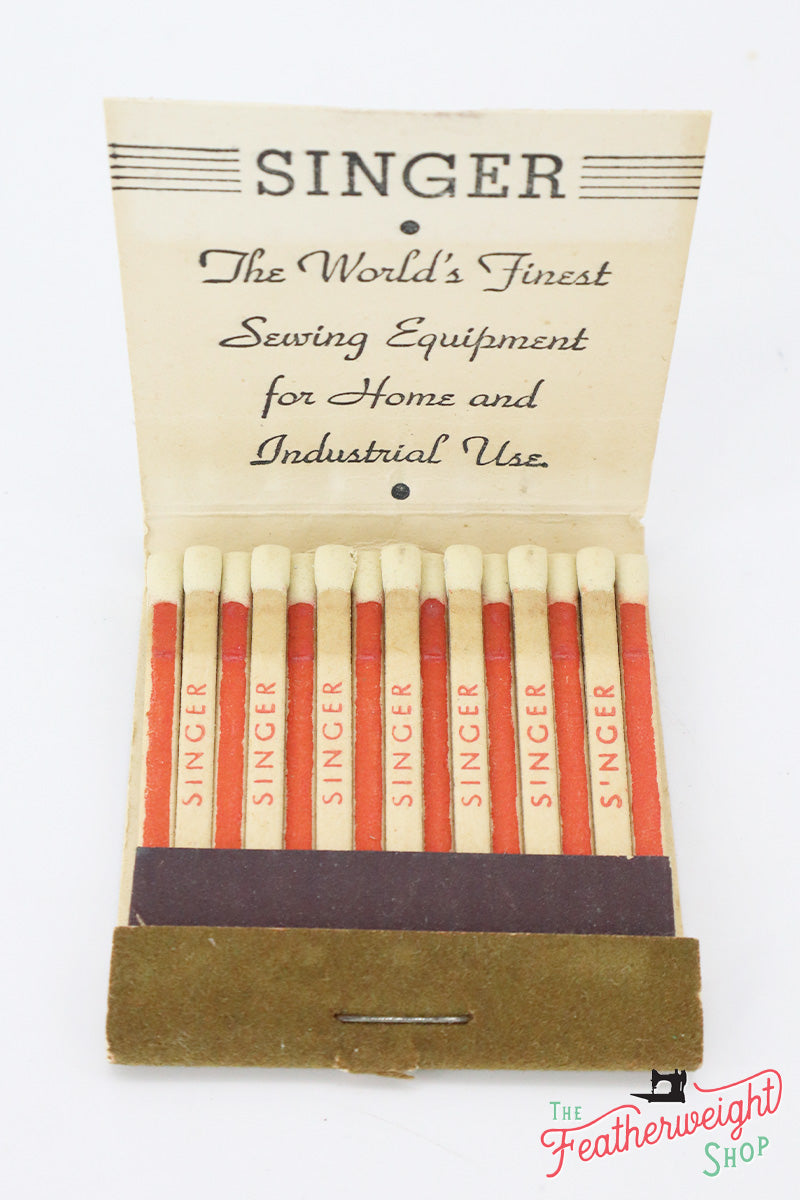 SINGER
The World's Finest
Sewing Equipment
for Home and
Industrial Use.
SINGER
SINGER
SINGER
SINGER
SINGER
SINGER
S'NGER
The
Featherweight
Shop